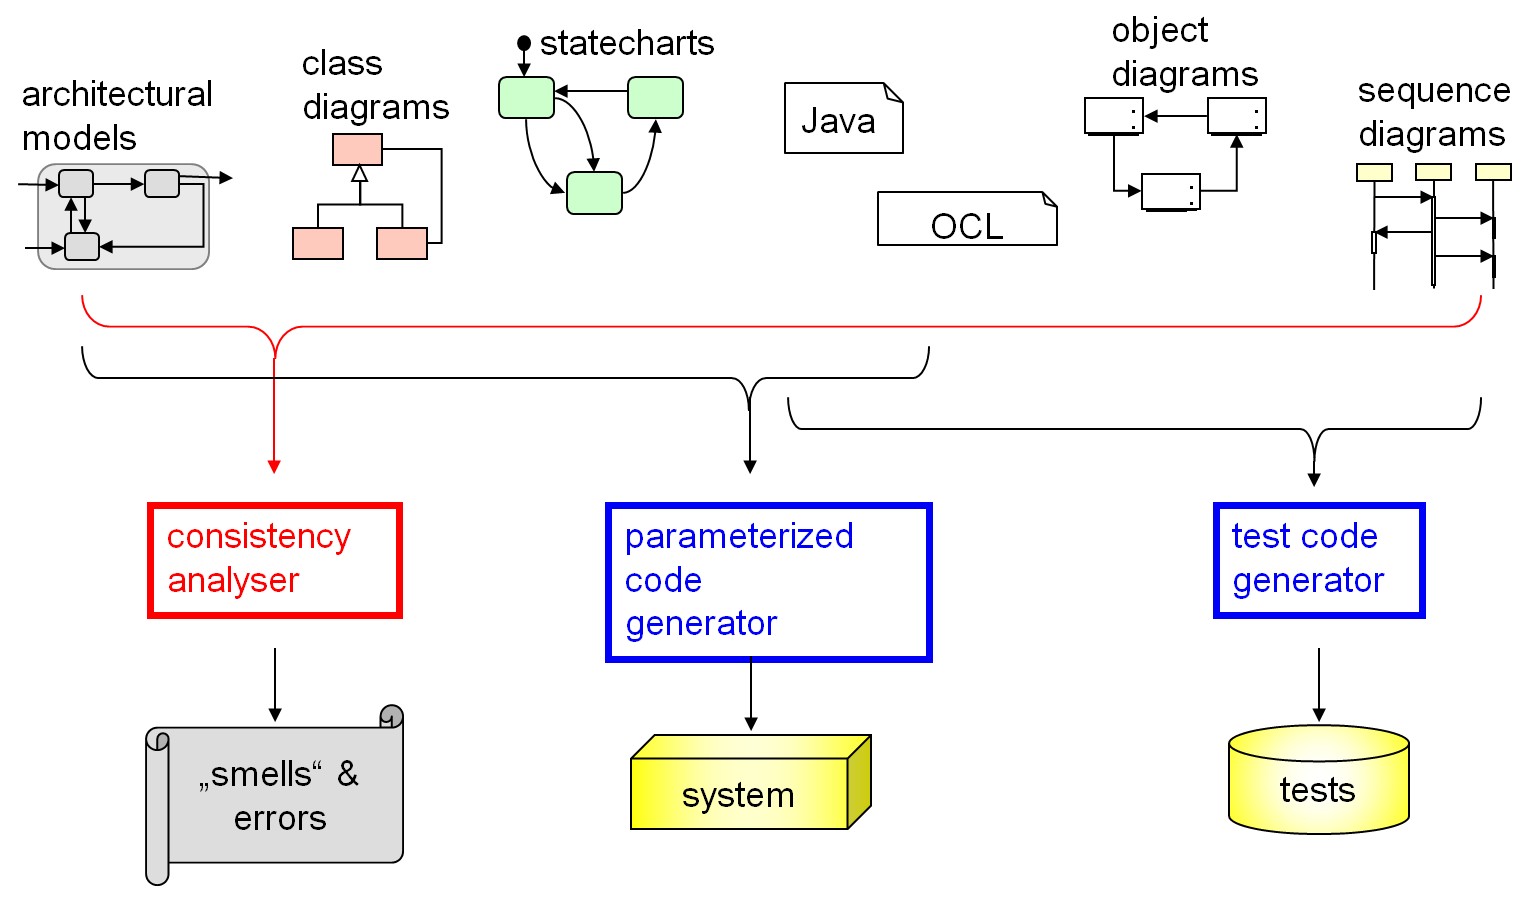 architectural
models
class
diagrams
statecharts
Java
OCL
object
diagrams
sequence
diagrams
consistency
analyser
parameterized
code
generator
test code
generator
„smells“ &
errors
system
tests